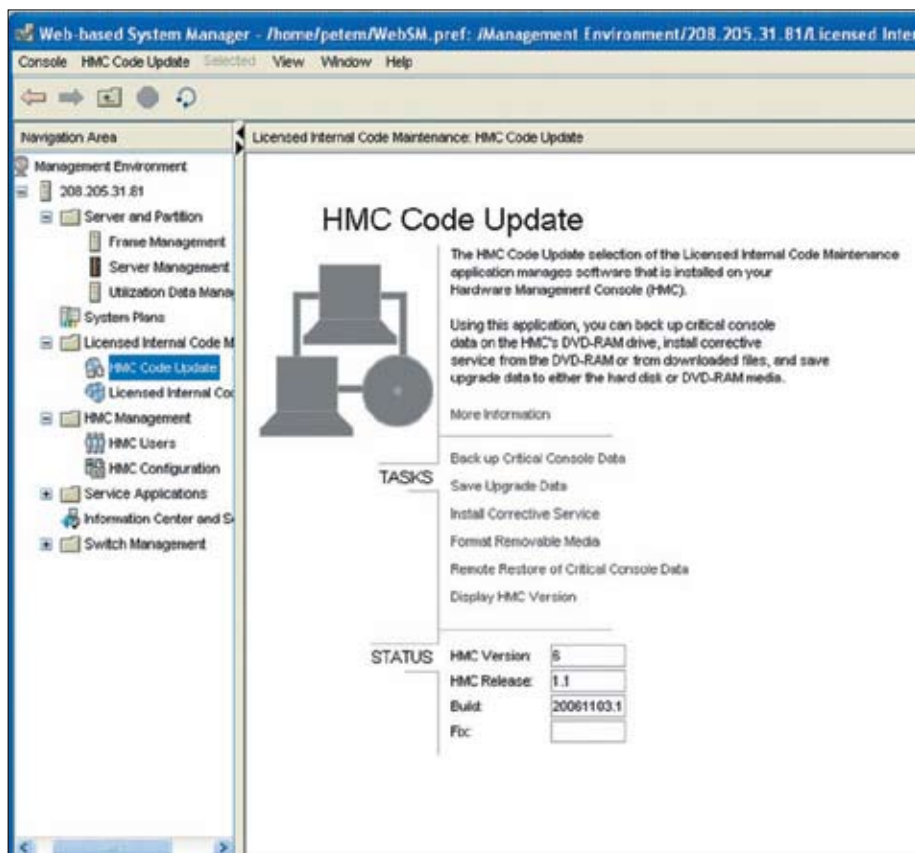 Web-based System Manager - /home/petem/WebSM.pref: /Management Environment/208.205.31.81/Licensed Inter
Console HMC Code Update Selected View Window Help
Navigation Area
Licensed Internal Code Maintenance: HMC Code Update
Management Environment
208.205.31.81
Server and Partition
Frame Management
Server Management
Utilization Data Mana
System Plans
Licensed Internal Code M
HMC Code Update
Licensed Internal Co
HMC Management
HMC Users
HMC Configuration
Service Applications
Information Center and S
Switch Management
HMC Code Update
The HMC Code Update selection of the Licensed Internal Code Maintenance
application manages software that is installed on your
Hardware Management Console (HMC).
Using this application, you can back up critical console
data on the HMC's DVD-RAM drive, install corrective
service from the DVD-RAM or from downloaded files, and save
upgrade data to either the hard disk or DVD-RAM media.
More Information
TASKS
Back up Critical Console Data
Save Upgrade Data
Install Corrective Service
Format Removable Media
Remote Restore of Critical Console Data
Display HMC Version
STATUS
HMC Version: 6
HMC Release: 1.1
Build: 20061103.1
Fix: